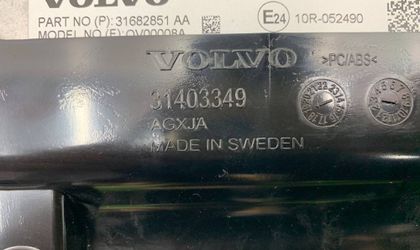 VOLVO
PART NO (P): 31682851 AA
MODEL NO (F): OV00008A
E24 10R-052490
VOLVO
>PC/ABS<
31403349
AGXJA
MADE IN SWEDEN